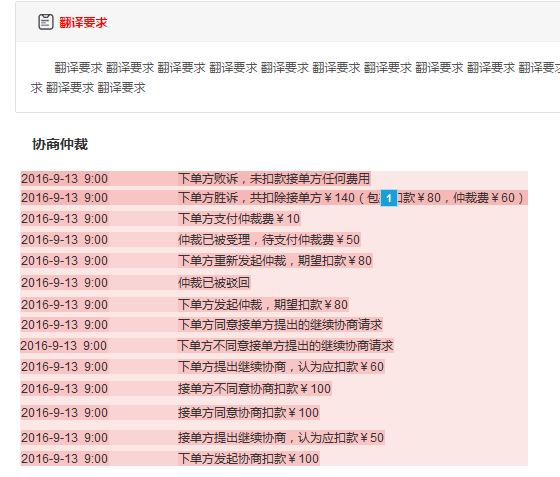 翻译要求
翻译要求 翻译要求 翻译要求 翻译要求 翻译要求 翻译要求 翻译要求 翻译要求 翻译要求 翻译要
求 翻译要求 翻译要求
协商仲裁
2016-9-13 9:00 下单方败诉，未扣款接单方任何费用
2016-9-13 9:00 下单方胜诉，共扣除接单方￥140（包 1 扣款￥80，仲裁费￥60）
2016-9-13 9:00 下单方支付仲裁费￥10
2016-9-13 9:00 仲裁已被受理，待支付仲裁费￥50
2016-9-13 9:00 下单方重新发起仲裁，期望扣款￥80
2016-9-13 9:00 仲裁已被驳回
2016-9-13 9:00 下单方发起仲裁，期望扣款￥80
2016-9-13 9:00 下单方同意接单方提出的继续协商请求
2016-9-13 9:00 下单方不同意接单方提出的继续协商请求
2016-9-13 9:00 下单方提出继续协商，认为应扣款￥60
2016-9-13 9:00 接单方不同意协商扣款￥100
2016-9-13 9:00 接单方同意协商扣款￥100
2016-9-13 9:00 接单方提出继续协商，认为应扣款￥50
2016-9-13 9:00 下单方发起协商扣款￥100